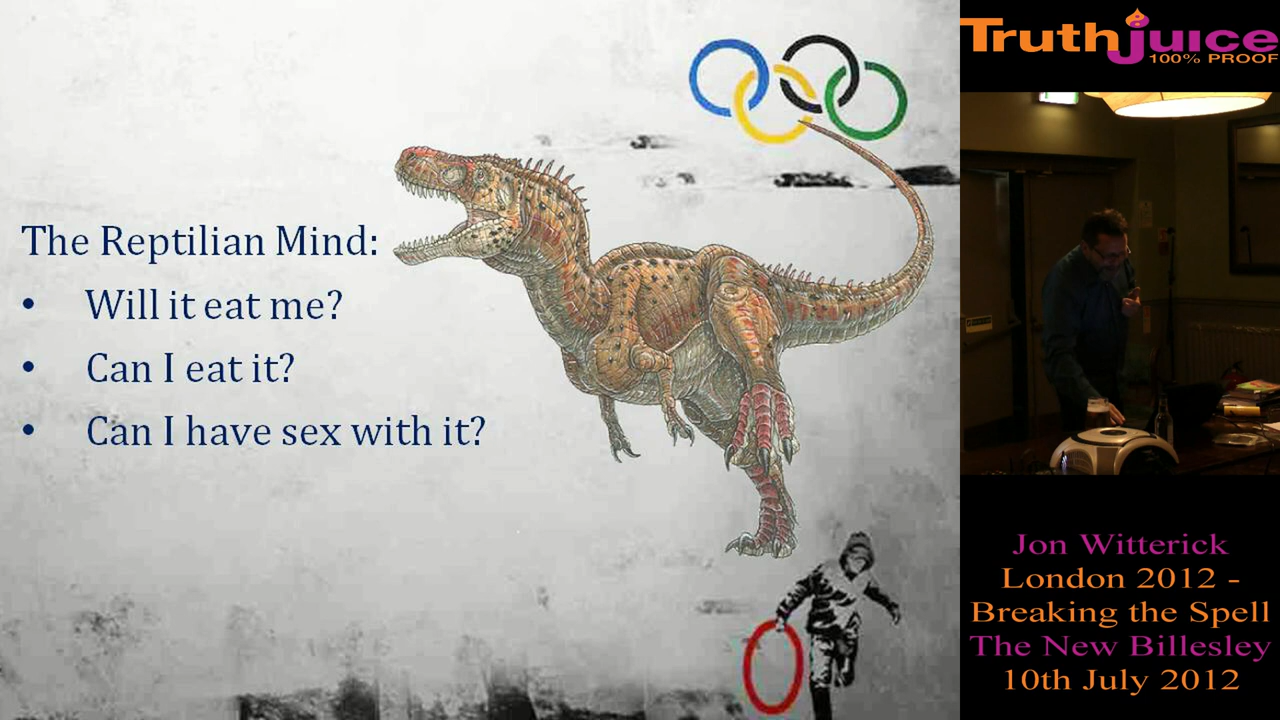 The Reptilian Mind:
• Will it eat me?
• Can I eat it?
• Can I have sex with it?
Truthjuice
100% PROOF
Jon Witterick
London 2012 -
Breaking the Spell
The New Billesley
10th July 2012